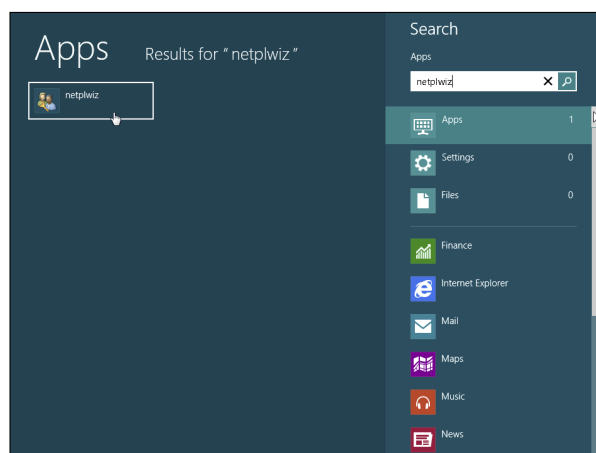 Apps Results for “ netplwiz ”
netplwiz
Search
Apps
netplwiz
Apps 1
Settings 0
Files 0
Finance
Internet Explorer
Mail
Maps
Music
News